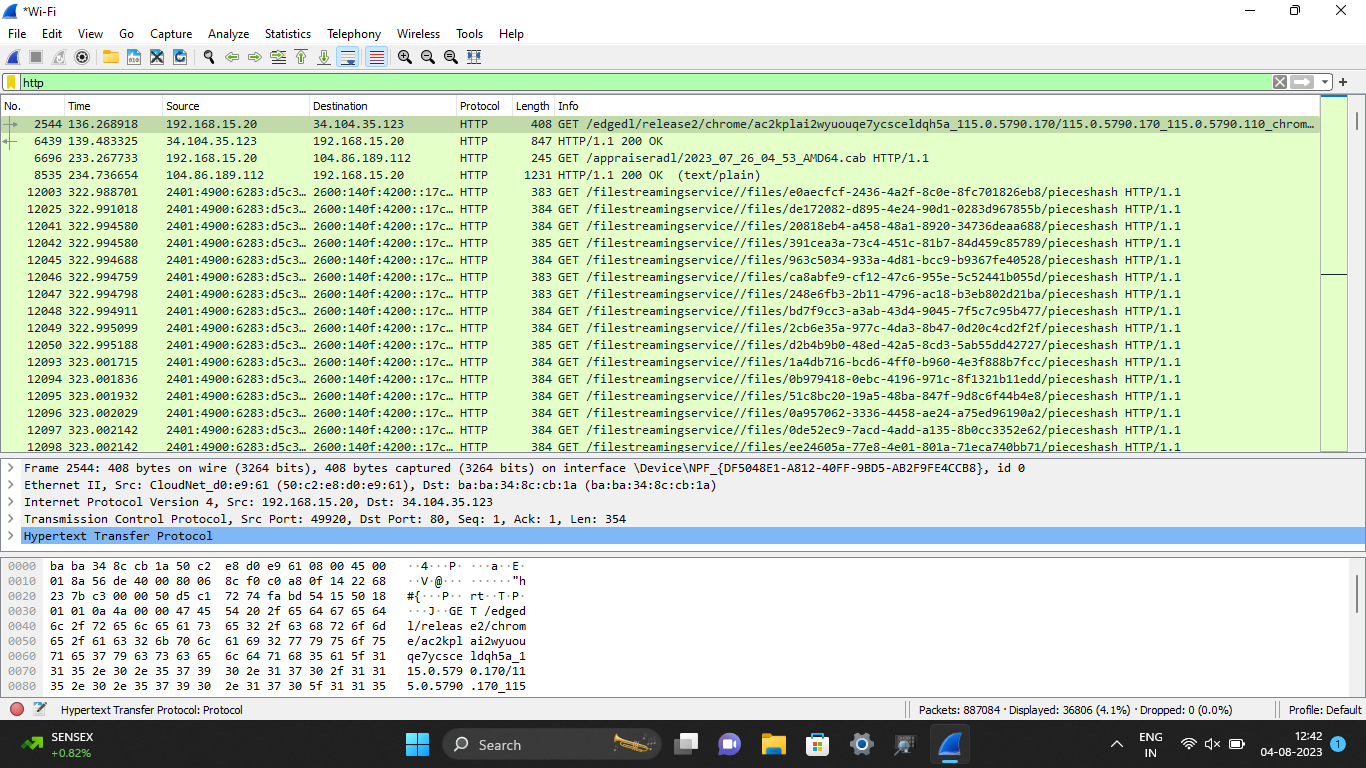 *Wi-Fi
File Edit View Go Capture Analyze Statistics Telephony Wireless Tools Help
http
No. Time Source Destination Protocol Length Info
2544 136.268918 192.168.15.20 34.104.35.123 HTTP 408 GET /edgedl/release2/chrome/ac2kplai2wyuouqe7ycsceldqh5a_115.0.5790.170/115.0.5790.170_115.0.5790.110_chrom…
6439 139.483325 34.104.35.123 192.168.15.20 HTTP 847 HTTP/1.1 200 OK
6696 233.267733 192.168.15.20 104.86.189.112 HTTP 245 GET /appraiseradl/2023_07_26_04_53_AMD64.cab HTTP/1.1
8535 234.736654 104.86.189.112 192.168.15.20 HTTP 1231 HTTP/1.1 200 OK (text/plain)
12003 322.988701 2401:4900:6283:d5c3… 2600:140f:4200::17c… HTTP 383 GET /filestreamingservice//files/e0aecfcf-2436-4a2f-8c0e-8fc701826eb8/pieceshash HTTP/1.1
12025 322.991018 2401:4900:6283:d5c3… 2600:140f:4200::17c… HTTP 384 GET /filestreamingservice//files/de172082-d895-4e24-90d1-0283d967855b/pieceshash HTTP/1.1
12041 322.994580 2401:4900:6283:d5c3… 2600:140f:4200::17c… HTTP 384 GET /filestreamingservice//files/20818eb4-a458-48a1-8920-34736deaa688/pieceshash HTTP/1.1
12042 322.994580 2401:4900:6283:d5c3… 2600:140f:4200::17c… HTTP 385 GET /filestreamingservice//files/391cea3a-73c4-451c-81b7-84d459c85789/pieceshash HTTP/1.1
12045 322.994688 2401:4900:6283:d5c3… 2600:140f:4200::17c… HTTP 384 GET /filestreamingservice//files/963c5034-933a-4d81-bcc9-b9367fe40528/pieceshash HTTP/1.1
12046 322.994759 2401:4900:6283:d5c3… 2600:140f:4200::17c… HTTP 383 GET /filestreamingservice//files/ca8abfe9-cf12-47c6-955e-5c52441b055d/pieceshash HTTP/1.1
12047 322.994798 2401:4900:6283:d5c3… 2600:140f:4200::17c… HTTP 383 GET /filestreamingservice//files/248e6fb3-2b11-4796-ac18-b3eb802d21ba/pieceshash HTTP/1.1
12048 322.994911 2401:4900:6283:d5c3… 2600:140f:4200::17c… HTTP 384 GET /filestreamingservice//files/bd7f9cc3-a3ab-43d4-9045-7f5c7c95b477/pieceshash HTTP/1.1
12049 322.995099 2401:4900:6283:d5c3… 2600:140f:4200::17c… HTTP 384 GET /filestreamingservice//files/2cb6e35a-977c-4da3-8b47-0d20c4cd2f2f/pieceshash HTTP/1.1
12050 322.995188 2401:4900:6283:d5c3… 2600:140f:4200::17c… HTTP 385 GET /filestreamingservice//files/d2b4b9b0-48ed-42a5-8cd3-5ab55dd42727/pieceshash HTTP/1.1
12093 323.001715 2401:4900:6283:d5c3… 2600:140f:4200::17c… HTTP 384 GET /filestreamingservice//files/1a4db716-bcd6-4ff0-b960-4e3f888b7fcc/pieceshash HTTP/1.1
12094 323.001836 2401:4900:6283:d5c3… 2600:140f:4200::17c… HTTP 384 GET /filestreamingservice//files/0b979418-0ebc-4196-971c-8f1321b11edd/pieceshash HTTP/1.1
12095 323.001932 2401:4900:6283:d5c3… 2600:140f:4200::17c… HTTP 384 GET /filestreamingservice//files/51c8bc20-19a5-48ba-847f-9d8c6f44b4e8/pieceshash HTTP/1.1
12096 323.002029 2401:4900:6283:d5c3… 2600:140f:4200::17c… HTTP 384 GET /filestreamingservice//files/0a957062-3336-4458-ae24-a75ed96190a2/pieceshash HTTP/1.1
12097 323.002142 2401:4900:6283:d5c3… 2600:140f:4200::17c… HTTP 384 GET /filestreamingservice//files/0de52ec9-7acd-4add-a135-8b0cc3352e62/pieceshash HTTP/1.1
12098 323.002142 2401:4900:6283:d5c3… 2600:140f:4200::17c… HTTP 384 GET /filestreamingservice//files/ee24605a-77e8-4e01-801a-71eca740bb71/pieceshash HTTP/1.1
Frame 2544: 408 bytes on wire (3264 bits), 408 bytes captured (3264 bits) on interface \Device\NPF_{DF5048E1-A812-40FF-9BD5-AB2F9FE4CCB8}, id 0
Ethernet II, Src: CloudNet_d0:e9:61 (50:c2:e8:d0:e9:61), Dst: ba:ba:34:8c:cb:1a (ba:ba:34:8c:cb:1a)
Internet Protocol Version 4, Src: 192.168.15.20, Dst: 34.104.35.123
Transmission Control Protocol, Src Port: 49920, Dst Port: 80, Seq: 1, Ack: 1, Len: 354
Hypertext Transfer Protocol
0000 ba ba 34 8c cb 1a 50 c2 e8 d0 e9 61 08 00 45 00 ··4···P· ···a··E·
0010 01 8a 56 de 40 00 80 06 8c f0 c0 a8 0f 14 22 68 ··V·@··· ······"h
0020 23 7b c3 00 00 50 d5 c1 72 74 fa bd 54 15 50 18 #{···P·· rt··T·P·
0030 01 01 0a 4a 00 00 47 45 54 20 2f 65 64 67 65 64 ···J··GE T /edged
0040 6c 2f 72 65 6c 65 61 73 65 32 2f 63 68 72 6f 6d l/releas e2/chrom
0050 65 2f 61 63 32 6b 70 6c 61 69 32 77 79 75 6f 75 e/ac2kpl ai2wyuou
0060 71 65 37 79 63 73 63 65 6c 64 71 68 35 61 5f 31 qe7ycsce ldqh5a_1
0070 31 35 2e 30 2e 35 37 39 30 2e 31 37 30 2f 31 31 15.0.579 0.170/11
0080 35 2e 30 2e 35 37 39 30 2e 31 37 30 5f 31 31 35 5.0.5790 .170_115
Hypertext Transfer Protocol: Protocol Packets: 887084 · Displayed: 36806 (4.1%) · Dropped: 0 (0.0%) Profile: Default
SENSEX
+0.82%
Search
ENG
IN
12:42
04-08-2023
1